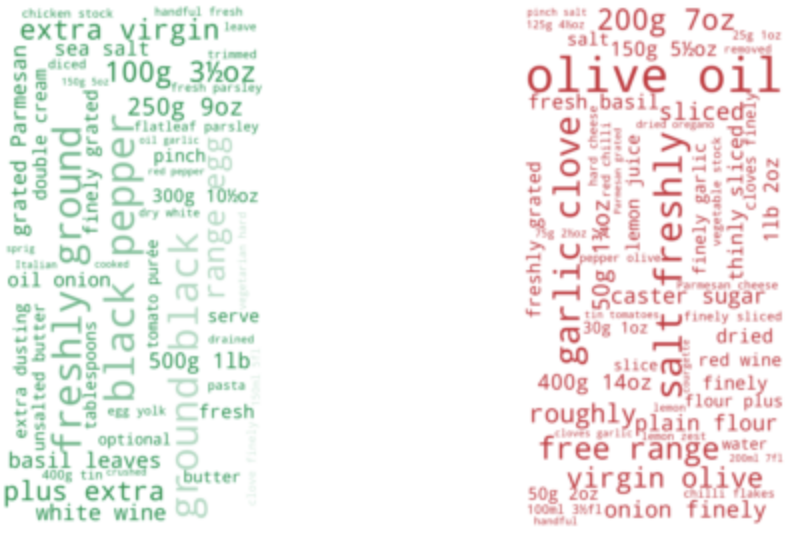 chicken stock
handful fresh
extra virgin
leave
sea salt
trimmed
diced
100g 3½oz
150g 5oz
fresh parsley
grated Parmesan
double cream
250g 9oz
finely grated
flatleaf parsley
oil garlic
pinch
red pepper
freshly ground
black pepper
range egg
300g 10½oz
dry white
sprig
Italian
cooked
vegetarian hard
oil onion
tomato purée
ground black
serve
extra dusting
unsalted butter
tablespoons
drained
500g 1lb
pasta
150ml 5fl
egg yolk
fresh
optional
basil leaves
400g tin
crushed
butter
clove finely
plus extra
white wine
pinch salt
200g 7oz
125g 4½oz
25g 1oz
salt
150g 5½oz
removed
olive oil
fresh basil
sliced
dried oregano
garlic clove
hard cheese
red chilli
Parmesan grated
lemon juice
salt freshly
finely garlic
vegetable stock
thinly sliced
cloves finely
1lb 2oz
freshly grated
75g 2½oz
50g 1¾oz
pepper olive
Parmesan cheese
caster sugar
tin tomatoes
finely sliced
30g 1oz
dried
slice
courgette
red wine
400g 14oz
finely
lemon
flour plus
roughly
plain flour
cloves garlic
lemon zest
free range
water
200ml 7fl
virgin olive
50g 2oz
chilli flakes
100ml 3½fl
onion finely
handful